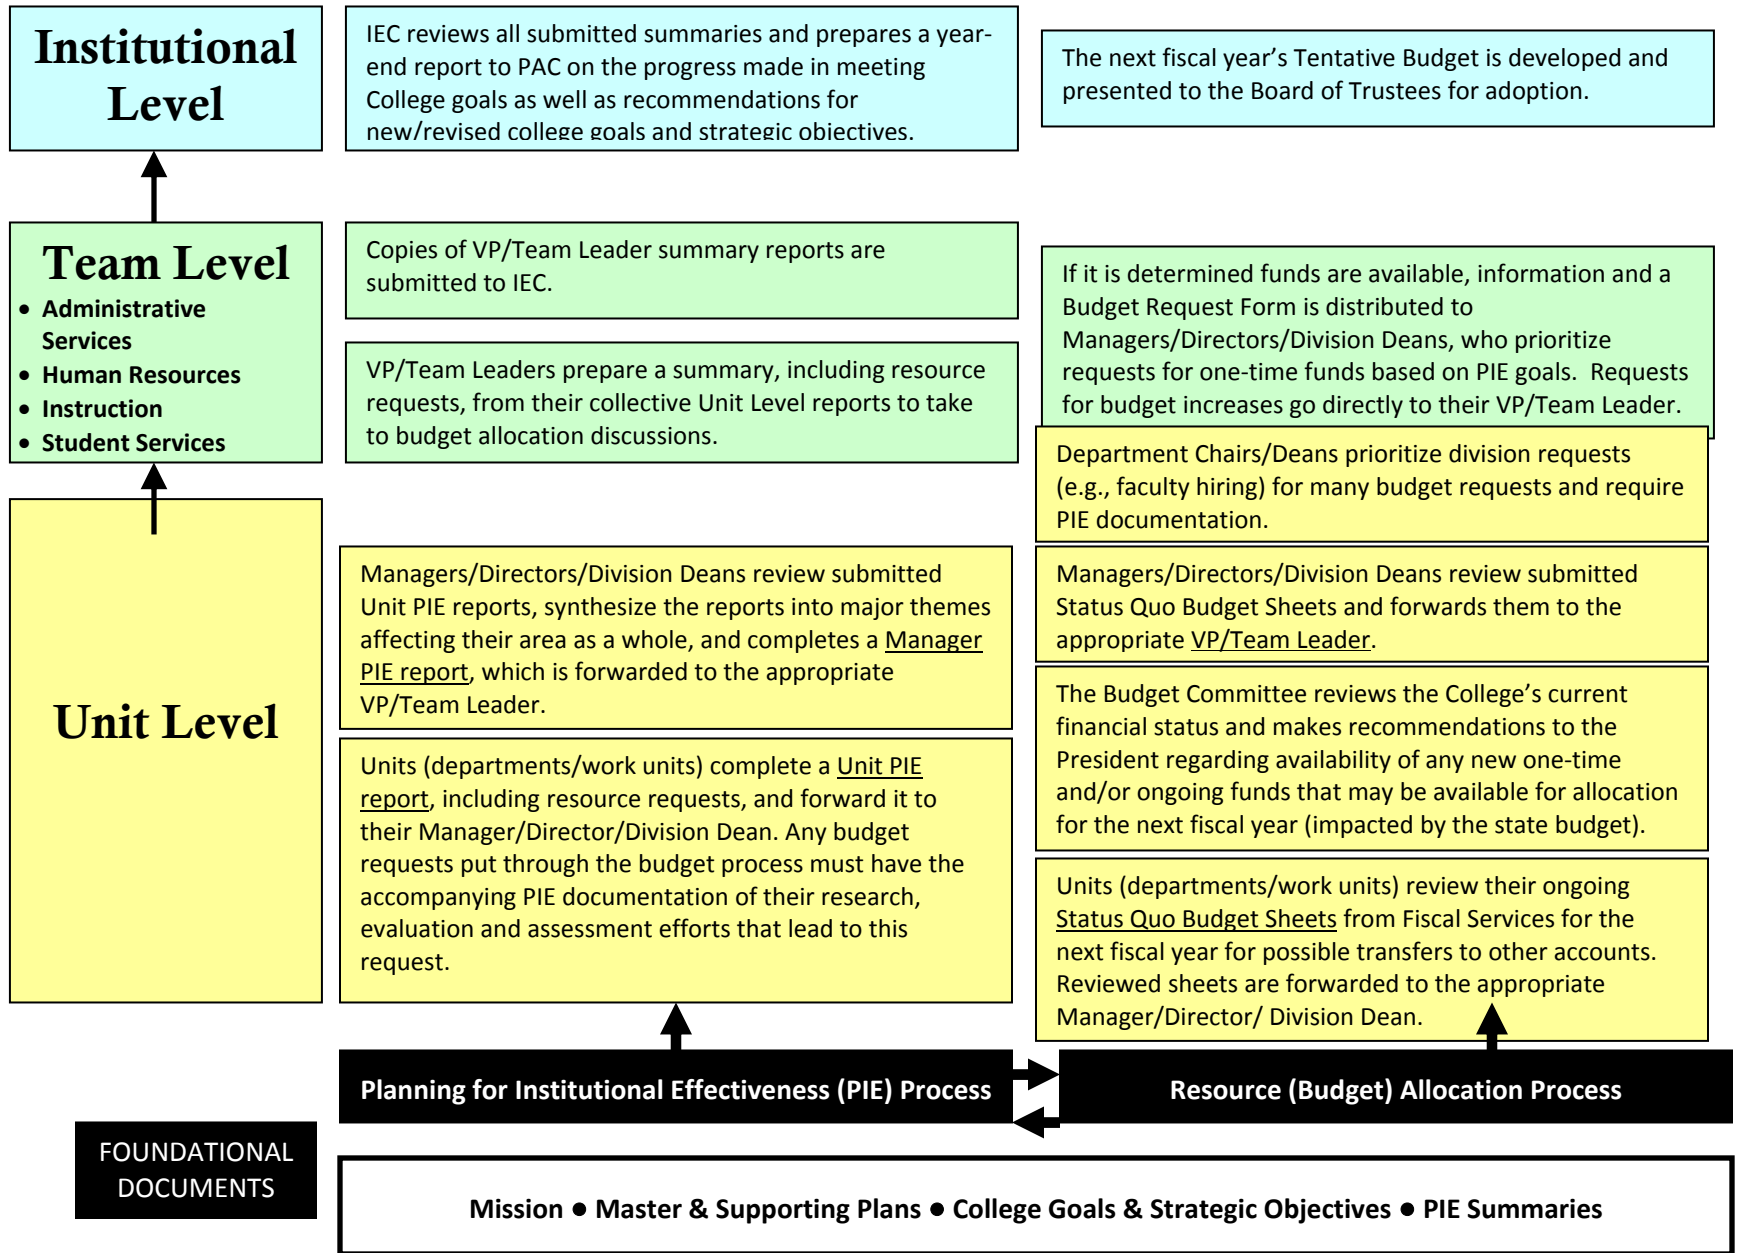 Institutional
Level
IEC reviews all submitted summaries and prepares a year-
end report to PAC on the progress made in meeting
College goals as well as recommendations for
new/revised college goals and strategic objectives.
The next fiscal year’s Tentative Budget is developed and
presented to the Board of Trustees for adoption.
Team Level
• Administrative
Services
• Human Resources
• Instruction
• Student Services
Copies of VP/Team Leader summary reports are
submitted to IEC.
VP/Team Leaders prepare a summary, including resource
requests, from their collective Unit Level reports to take
to budget allocation discussions.
If it is determined funds are available, information and a
Budget Request Form is distributed to
Managers/Directors/Division Deans, who prioritize
requests for one-time funds based on PIE goals.  Requests
for budget increases go directly to their VP/Team Leader.
Unit Level
Managers/Directors/Division Deans review submitted
Unit PIE reports, synthesize the reports into major themes
affecting their area as a whole, and completes a Manager
PIE report, which is forwarded to the appropriate
VP/Team Leader.
Units (departments/work units) complete a Unit PIE
report, including resource requests, and forward it to
their Manager/Director/Division Dean. Any budget
requests put through the budget process must have the
accompanying PIE documentation of their research,
evaluation and assessment efforts that lead to this
request.
Department Chairs/Deans prioritize division requests
(e.g., faculty hiring) for many budget requests and require
PIE documentation.
Managers/Directors/Division Deans review submitted
Status Quo Budget Sheets and forwards them to the
appropriate VP/Team Leader.
The Budget Committee reviews the College’s current
financial status and makes recommendations to the
President regarding availability of any new one-time
and/or ongoing funds that may be available for allocation
for the next fiscal year (impacted by the state budget).
Units (departments/work units) review their ongoing
Status Quo Budget Sheets from Fiscal Services for the
next fiscal year for possible transfers to other accounts.
Reviewed sheets are forwarded to the appropriate
Manager/Director/ Division Dean.
Planning for Institutional Effectiveness (PIE) Process
Resource (Budget) Allocation Process
FOUNDATIONAL
DOCUMENTS
Mission ● Master & Supporting Plans ● College Goals & Strategic Objectives ● PIE Summaries